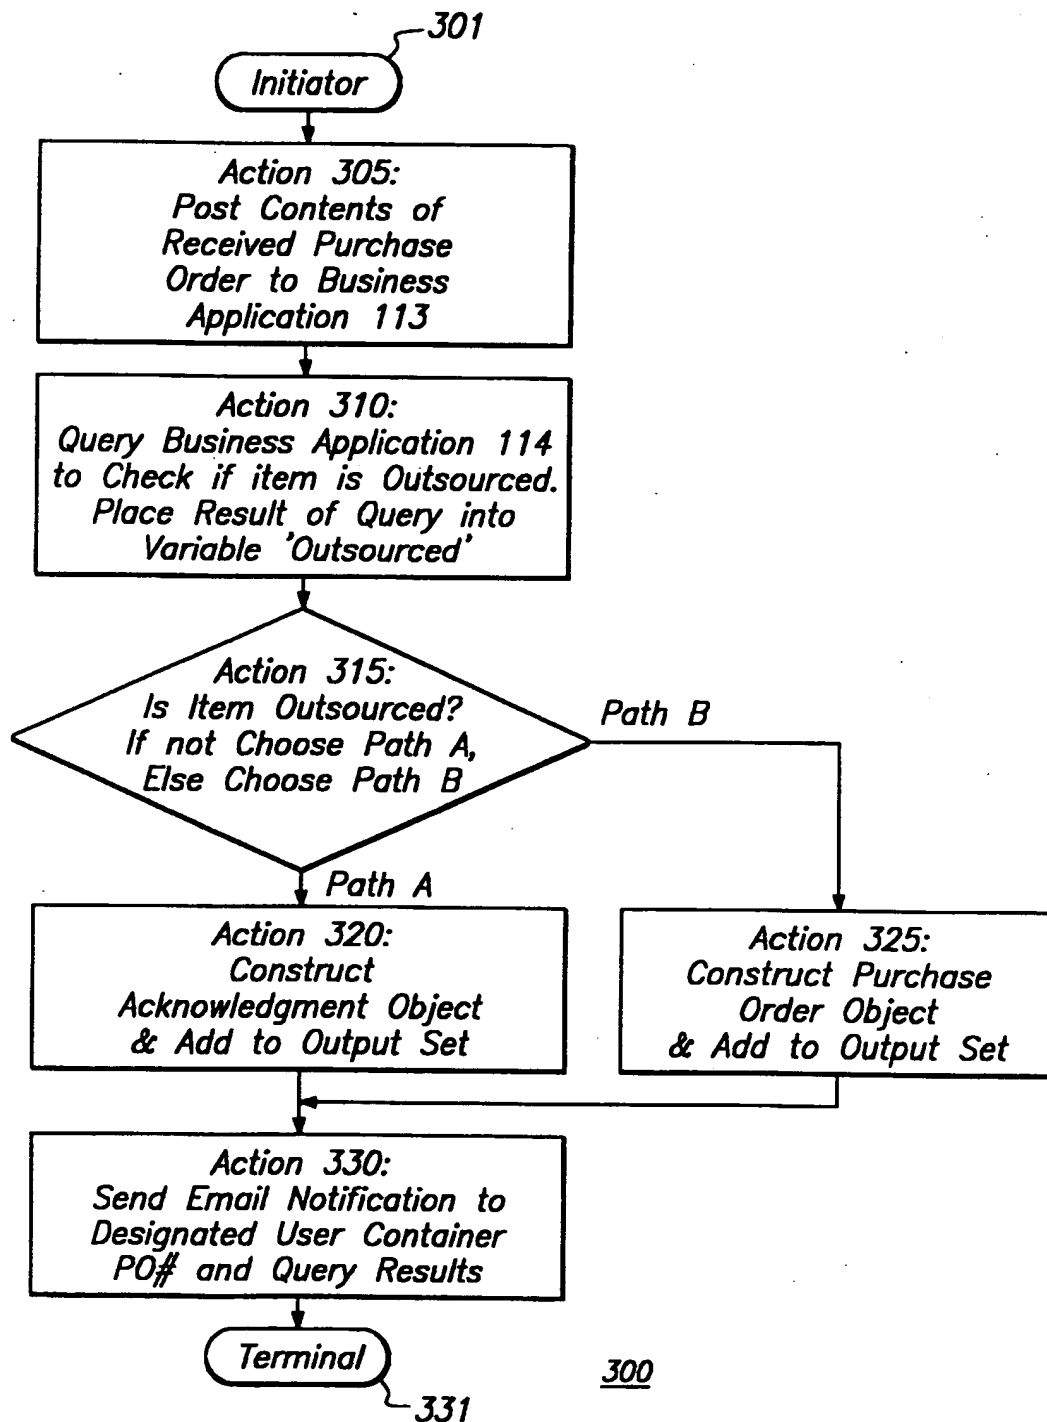 301
Initiator
Action 305:
Post Contents of
Received Purchase
Order to Business
Application 113
Action 310:
Query Business Application 114
to Check if item is Outsourced.
Place Result of Query into
Variable 'Outsourced'
Action 315:
Is Item Outsourced?
If not Choose Path A,
Else Choose Path B
Path B
Path A
Action 320:
Construct
Acknowledgment Object
& Add to Output Set
Action 325:
Construct Purchase
Order Object
& Add to Output Set
Action 330:
Send Email Notification to
Designated User Container
PO# and Query Results
Terminal
300
331